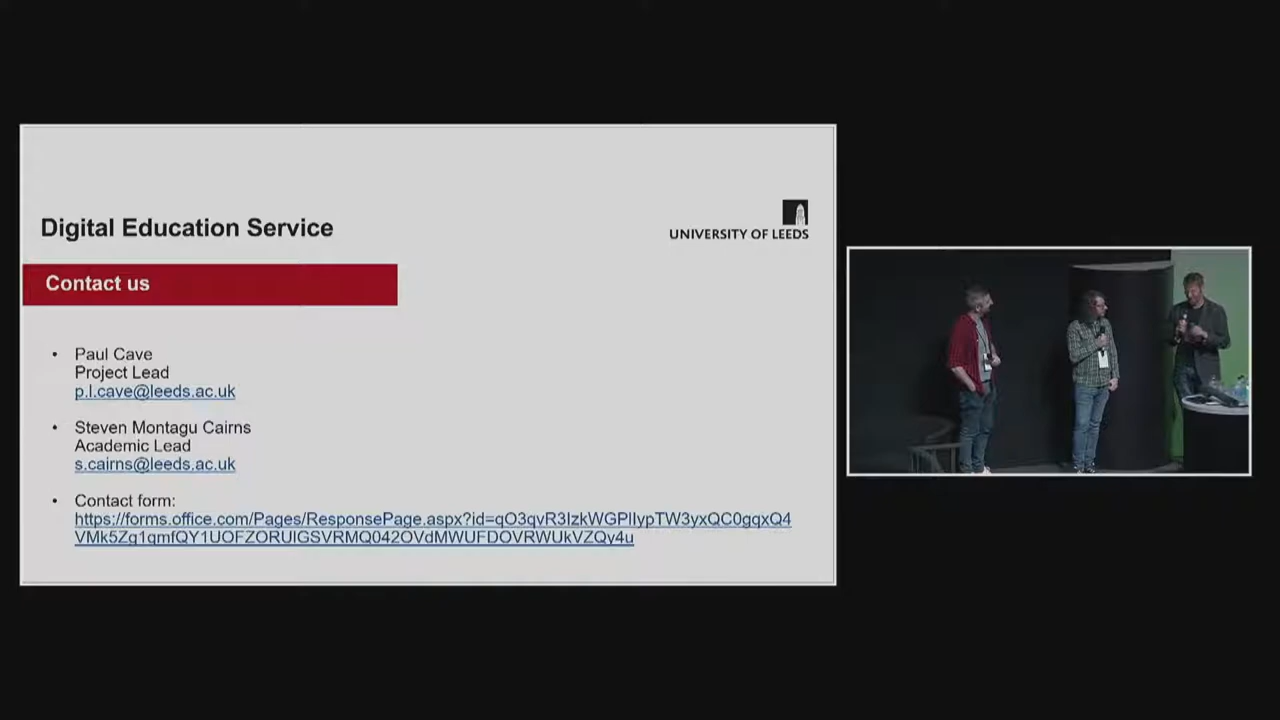 Digital Education Service
UNIVERSITY OF LEEDS
Contact us
• Paul Cave
Project Lead
p.l.cave@leeds.ac.uk
• Steven Montagu Cairns
Academic Lead
s.cairns@leeds.ac.uk
• Contact form:
https://forms.office.com/Pages/ResponsePage.aspx?id=qO3qvR3IzkWGPlIypTW3yxQC0gqxQ4
VMk5Zg1qmfQY1UOFZORUlGSVRMQ042OVdMWUFDOVRWUkVZQy4u